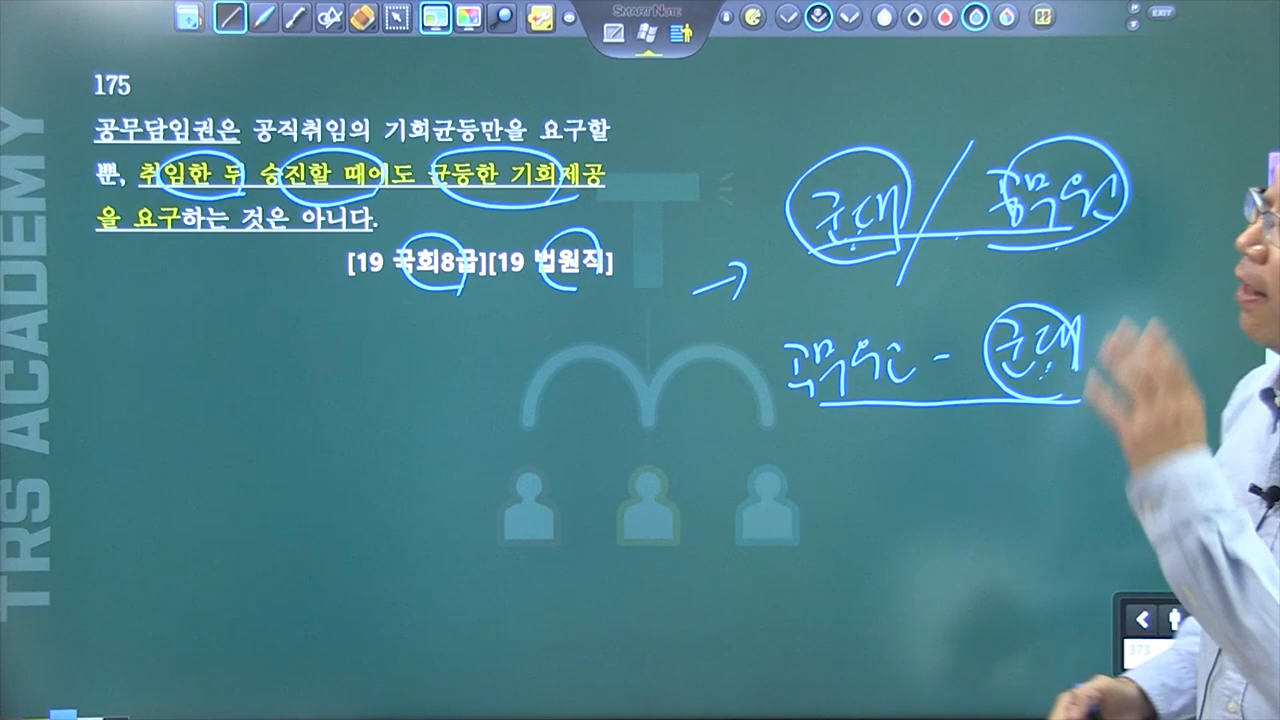 SMARTNOTE
EXIT
175
공무담임권은 공직취임의 기회균등만을 요구할
뿐, 취임한 뒤 승진할 때에도 균등한 기회제공
을 요구하는 것은 아니다.
[19 국회8급][19 법원직]
군대 / 공무원
→
공무원 - 군대
TRS ACADEMY
373